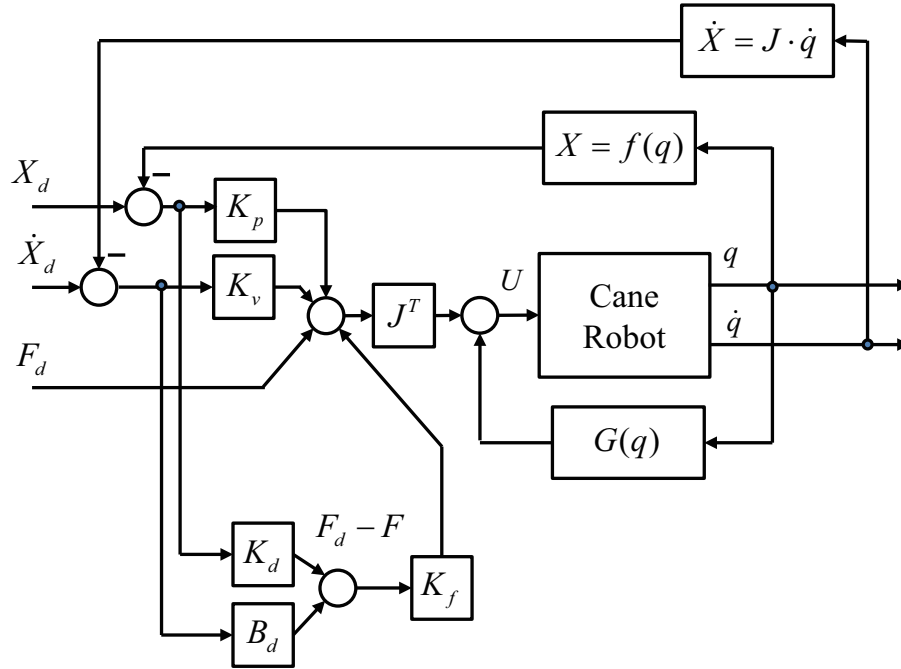 Ẋ = J · q̇
X = f(q)
−
X_d
K_p
−
Ẋ_d
K_v
J^T
U
Cane
Robot
q
q̇
F_d
G(q)
F_d − F
K_d
K_f
B_d